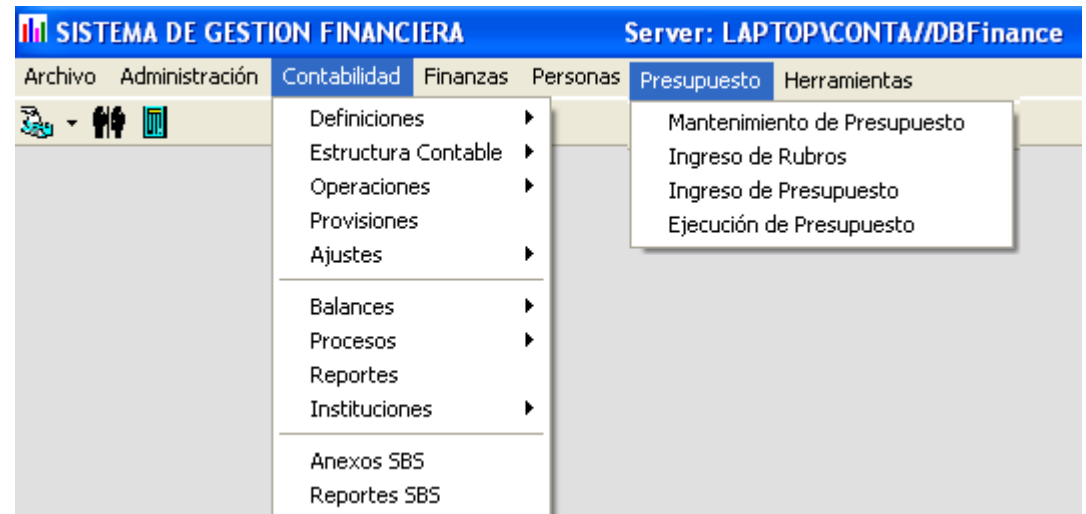 SISTEMA DE GESTION FINANCIERA Server: LAPTOP\CONTA//DBFinance
Archivo Administración Contabilidad Finanzas Personas Presupuesto Herramientas
Definiciones
Estructura Contable
Operaciones
Provisiones
Ajustes
Balances
Procesos
Reportes
Instituciones
Anexos SBS
Reportes SBS
Mantenimiento de Presupuesto
Ingreso de Rubros
Ingreso de Presupuesto
Ejecución de Presupuesto